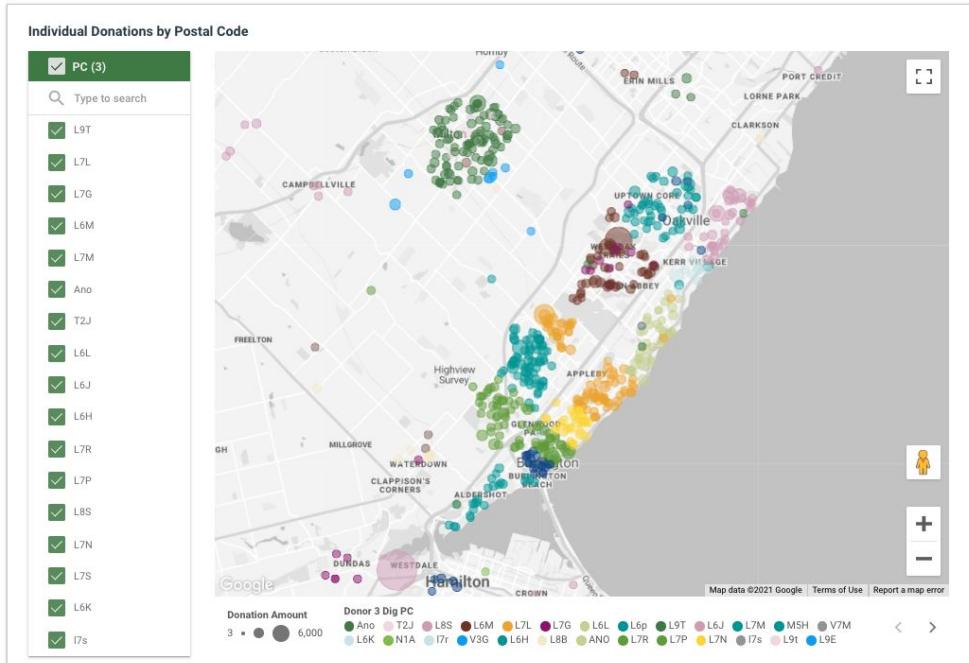 Individual Donations by Postal Code
PC (3)
Type to search
L9T
L7L
L7G
L6M
L7M
Ano
T2J
L6L
L6J
L6H
L7R
L7P
L8S
L7N
L7S
L6K
l7s
Hornby
ERIN MILLS
PORT CREDIT
LORNE PARK
CLARKSON
Milton
CAMPBELLVILLE
UPTOWN CORE
Oakville
KERR VILLAGE
FREELTON
Highview
Survey
APPLEBY
MILLGROVE
WATERDOWN
CLAPPISON'S
CORNERS
Burlington
BURLINGTON
BEACH
ALDERSHOT
DUNDAS
WESTDALE
Hamilton
CROWN
Google
Map data ©2021 Google
Terms of Use
Report a map error
Donation Amount
3
6,000
Donor 3 Dig PC
Ano T2J L8S L6M L7L L7G L6L L6p L9T L6J L7M M5H V7M
L6K N1A l7r V3G L6H L8B AN0 L7R L7P L7N l7s L9t L9E